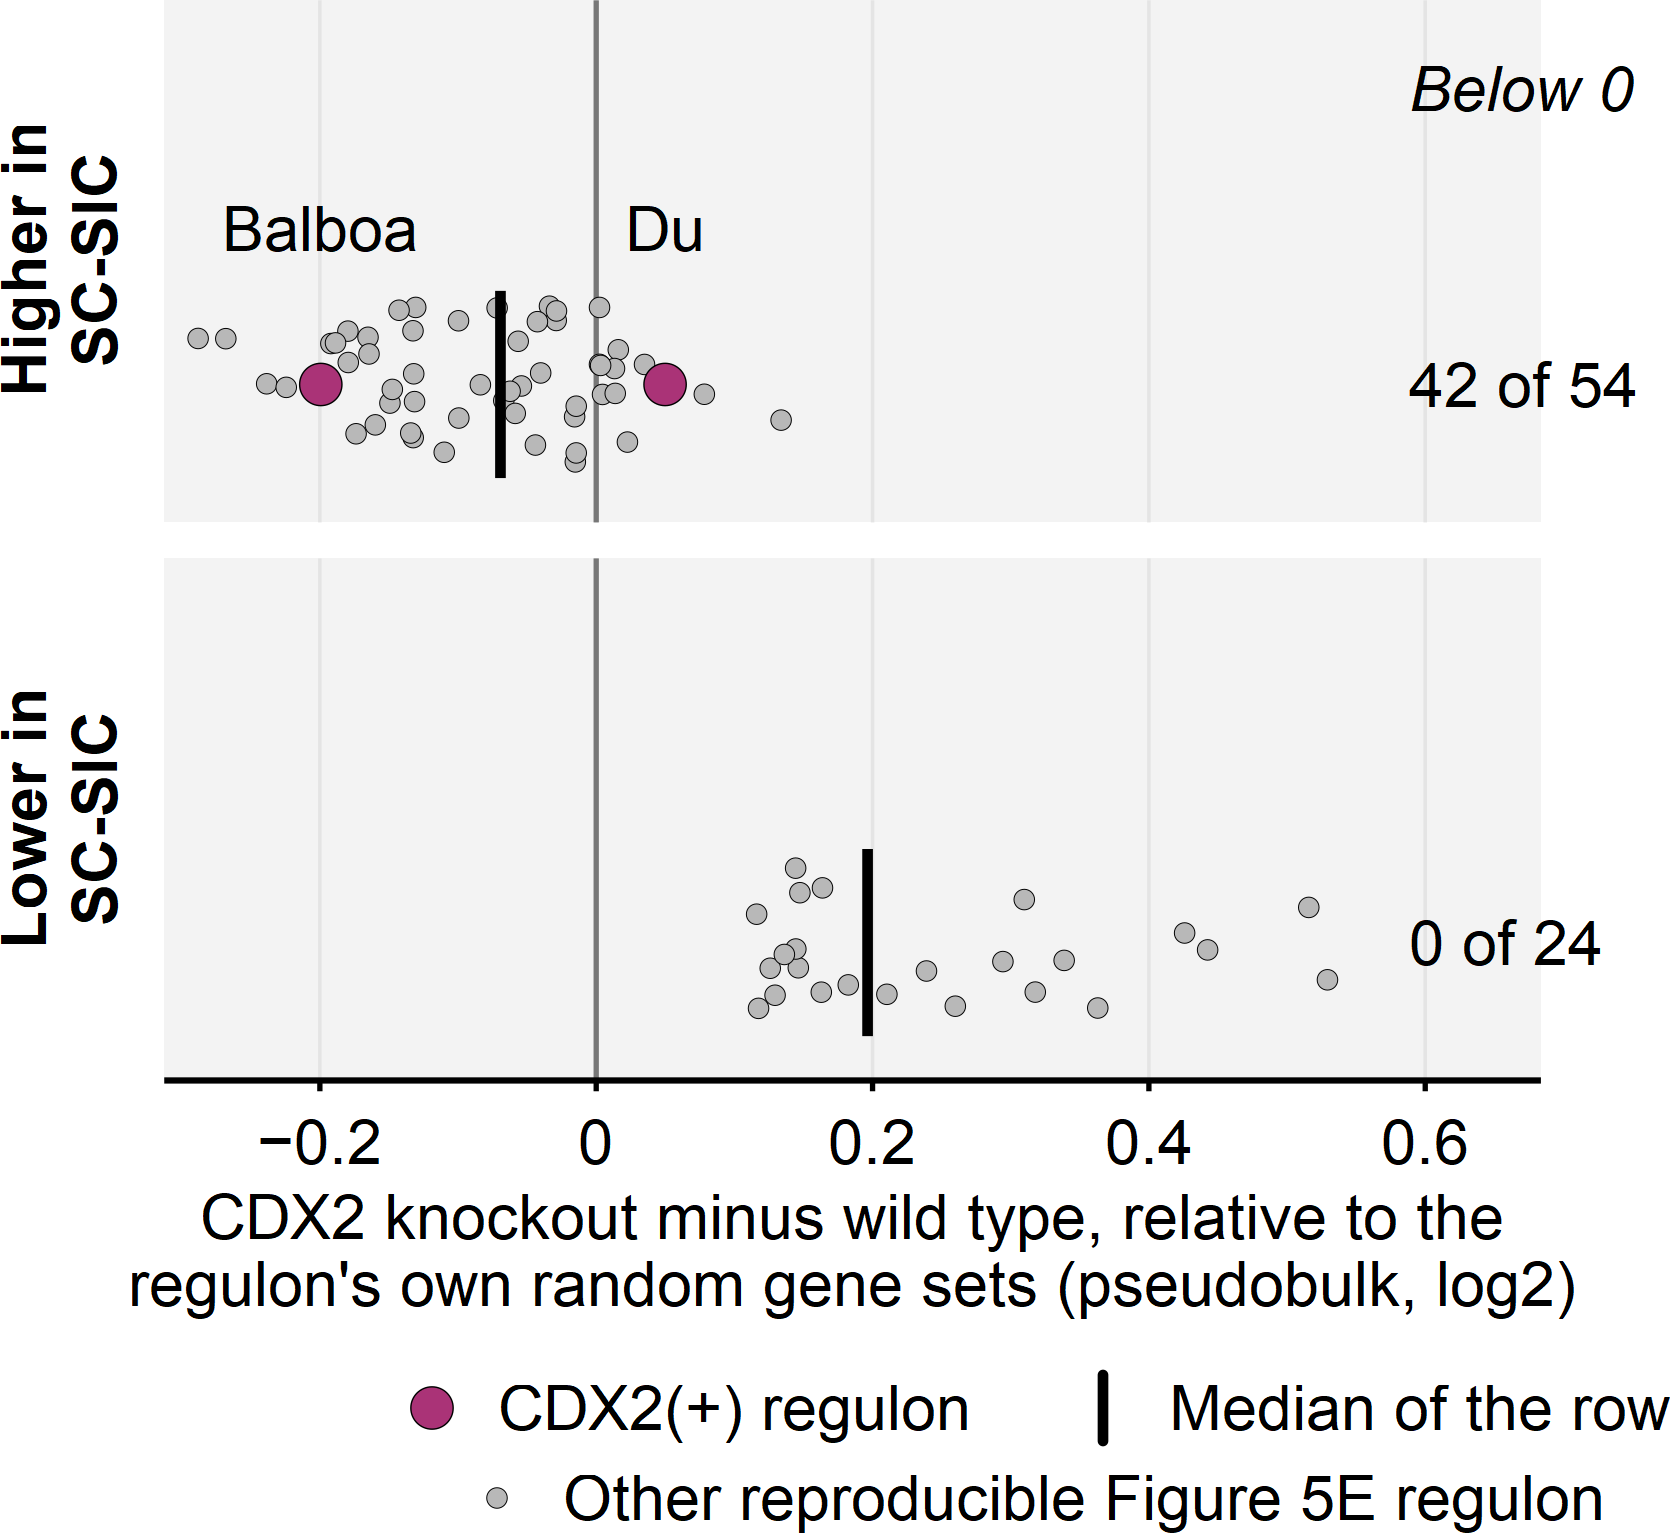 Higher in
SC-SIC
Below 0
Balboa
Du
42 of 54
Lower in
SC-SIC
0 of 24
−0.2
0
0.2
0.4
0.6
CDX2 knockout minus wild type, relative to the
regulon's own random gene sets (pseudobulk, log2)
CDX2(+) regulon
Median of the row
Other reproducible Figure 5E regulon